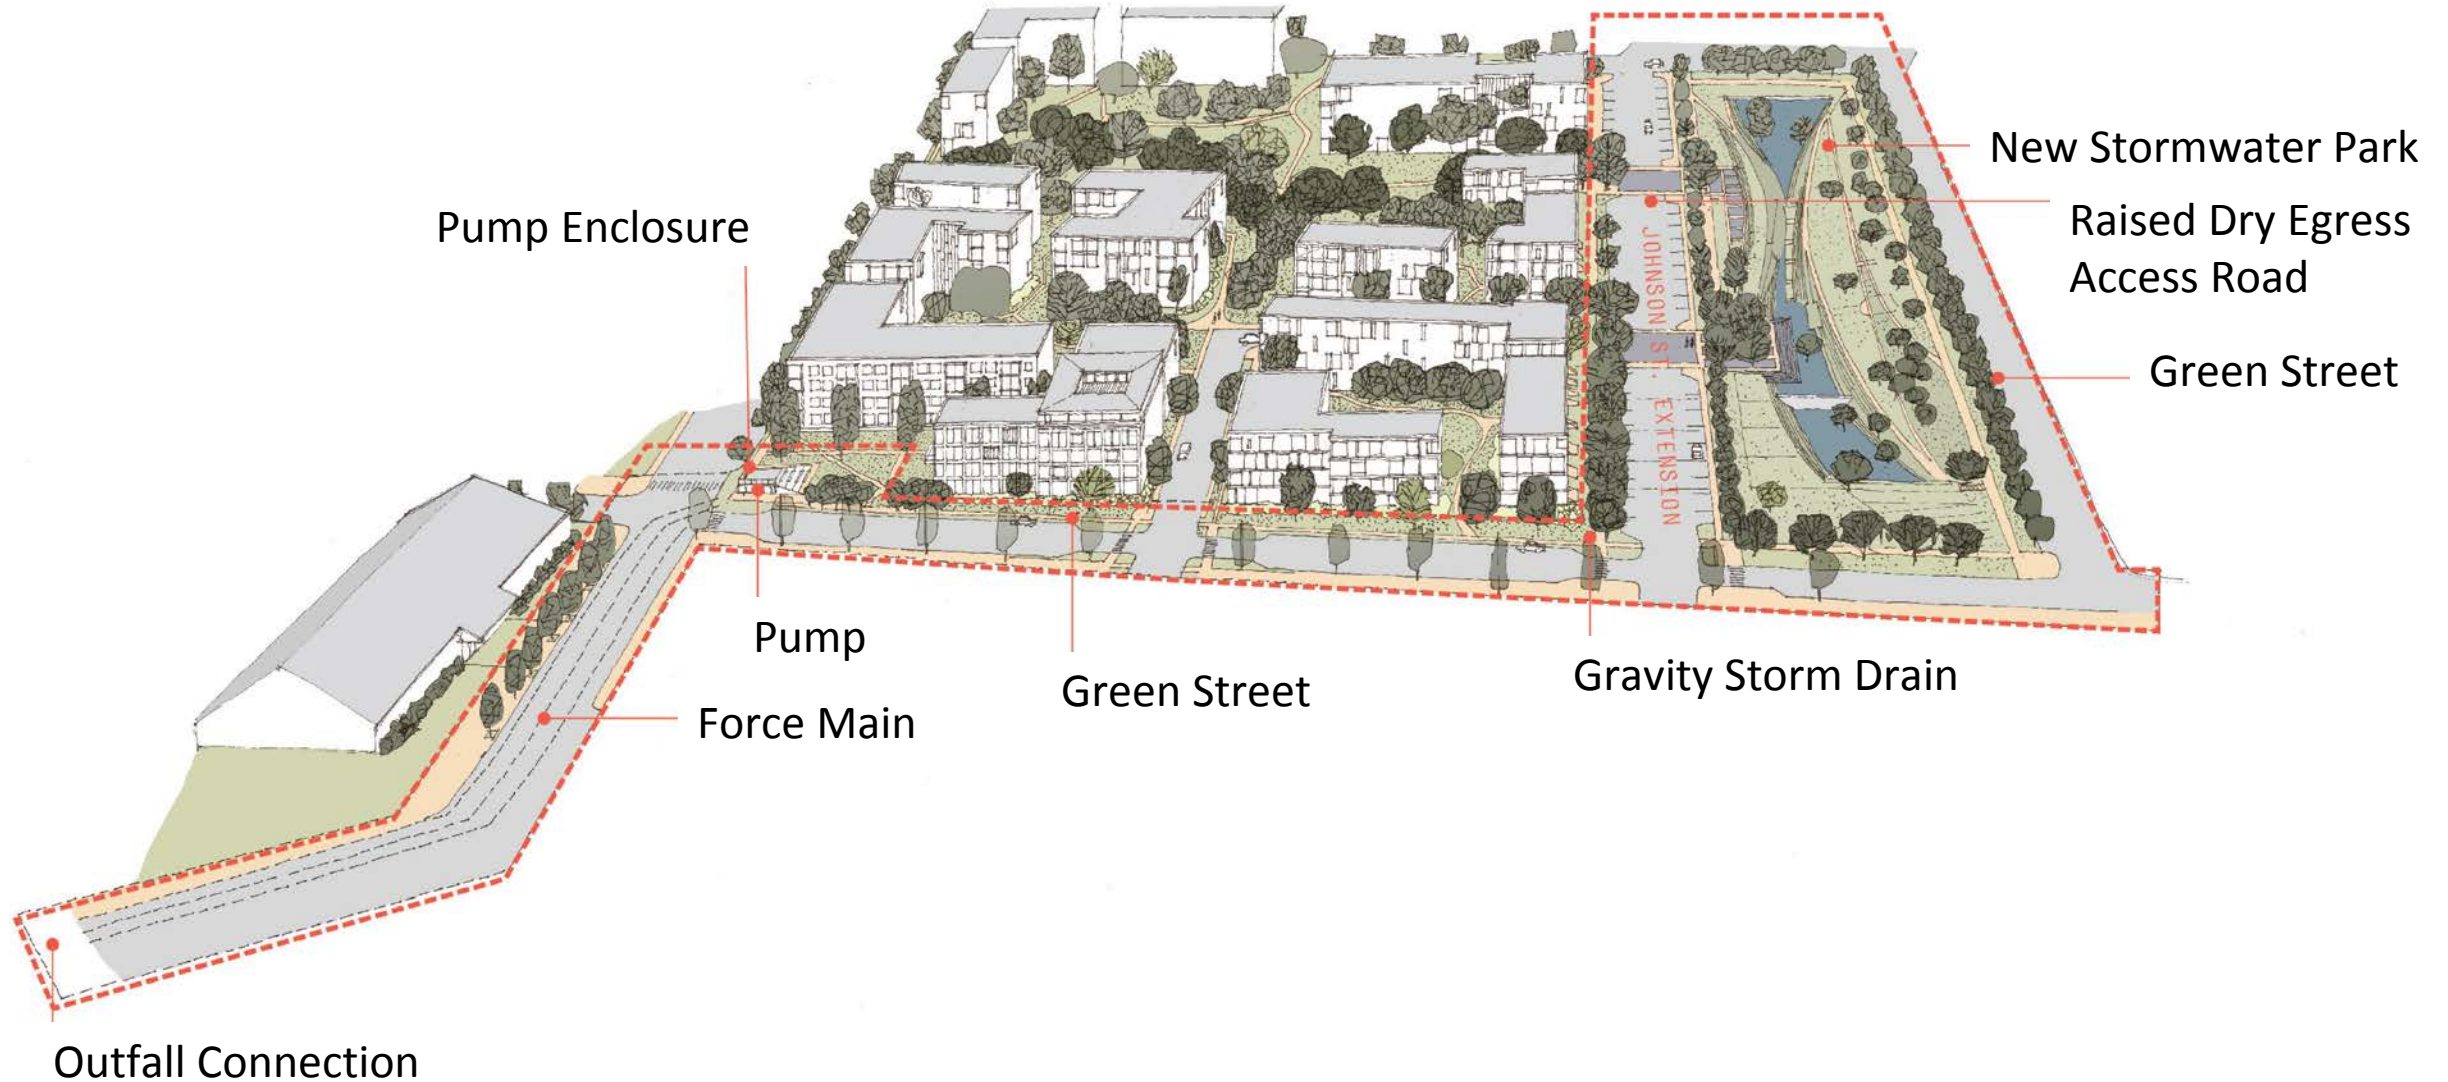 New Stormwater Park
Raised Dry Egress
Access Road
Pump Enclosure
JOHNSON ST. EXTENSION
Green Street
Pump
Green Street
Gravity Storm Drain
Force Main
Outfall Connection